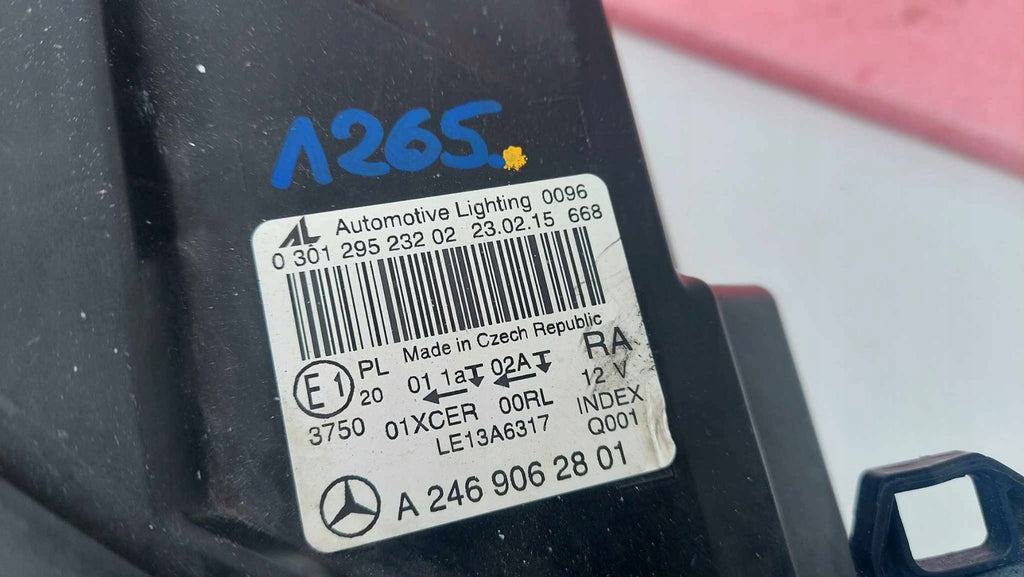 1265.
AL Automotive Lighting 0096
0 301 295 232 02 23.02.15 668
Made in Czech Republic
E1 PL 20 01 1a 02A RA
3750 01XCER 00RL 12 V
LE13A6317 INDEX Q001
A 246 906 28 01